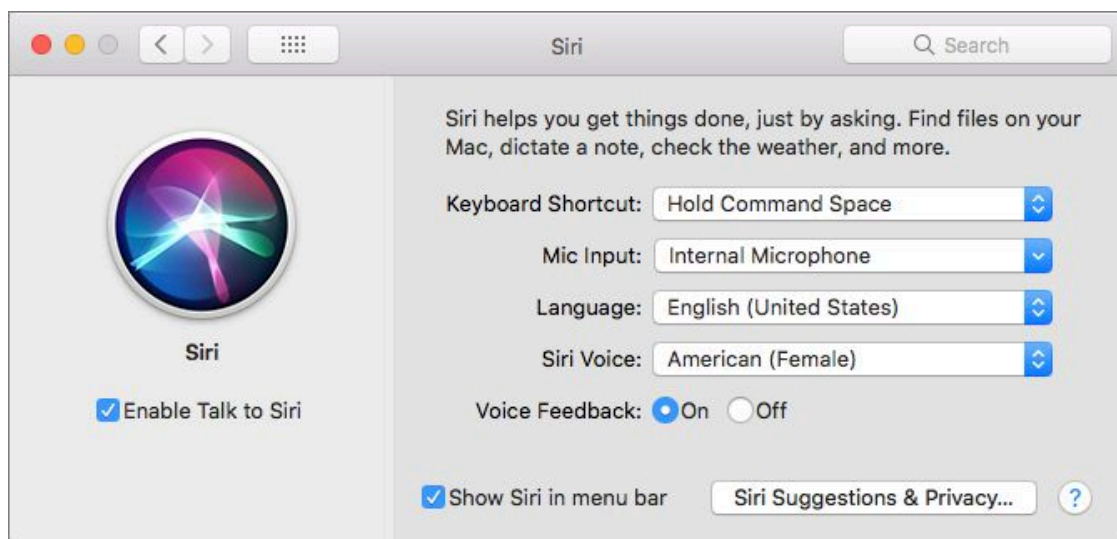 Siri
Search
Siri helps you get things done, just by asking. Find files on your
Mac, dictate a note, check the weather, and more.
Keyboard Shortcut: Hold Command Space
Mic Input: Internal Microphone
Language: English (United States)
Siri Voice: American (Female)
Siri
Enable Talk to Siri
Voice Feedback: On Off
Show Siri in menu bar
Siri Suggestions & Privacy...
?